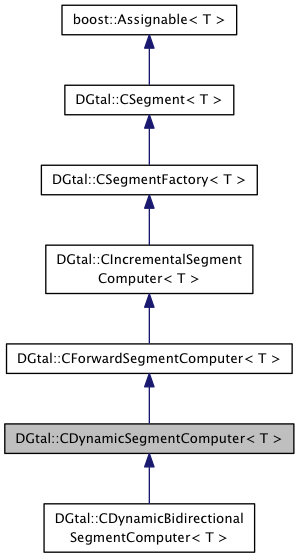 boost::Assignable< T >
DGtal::CSegment< T >
DGtal::CSegmentFactory< T >
DGtal::CIncrementalSegment
Computer< T >
DGtal::CForwardSegmentComputer< T >
DGtal::CDynamicSegmentComputer< T >
DGtal::CDynamicBidirectional
SegmentComputer< T >